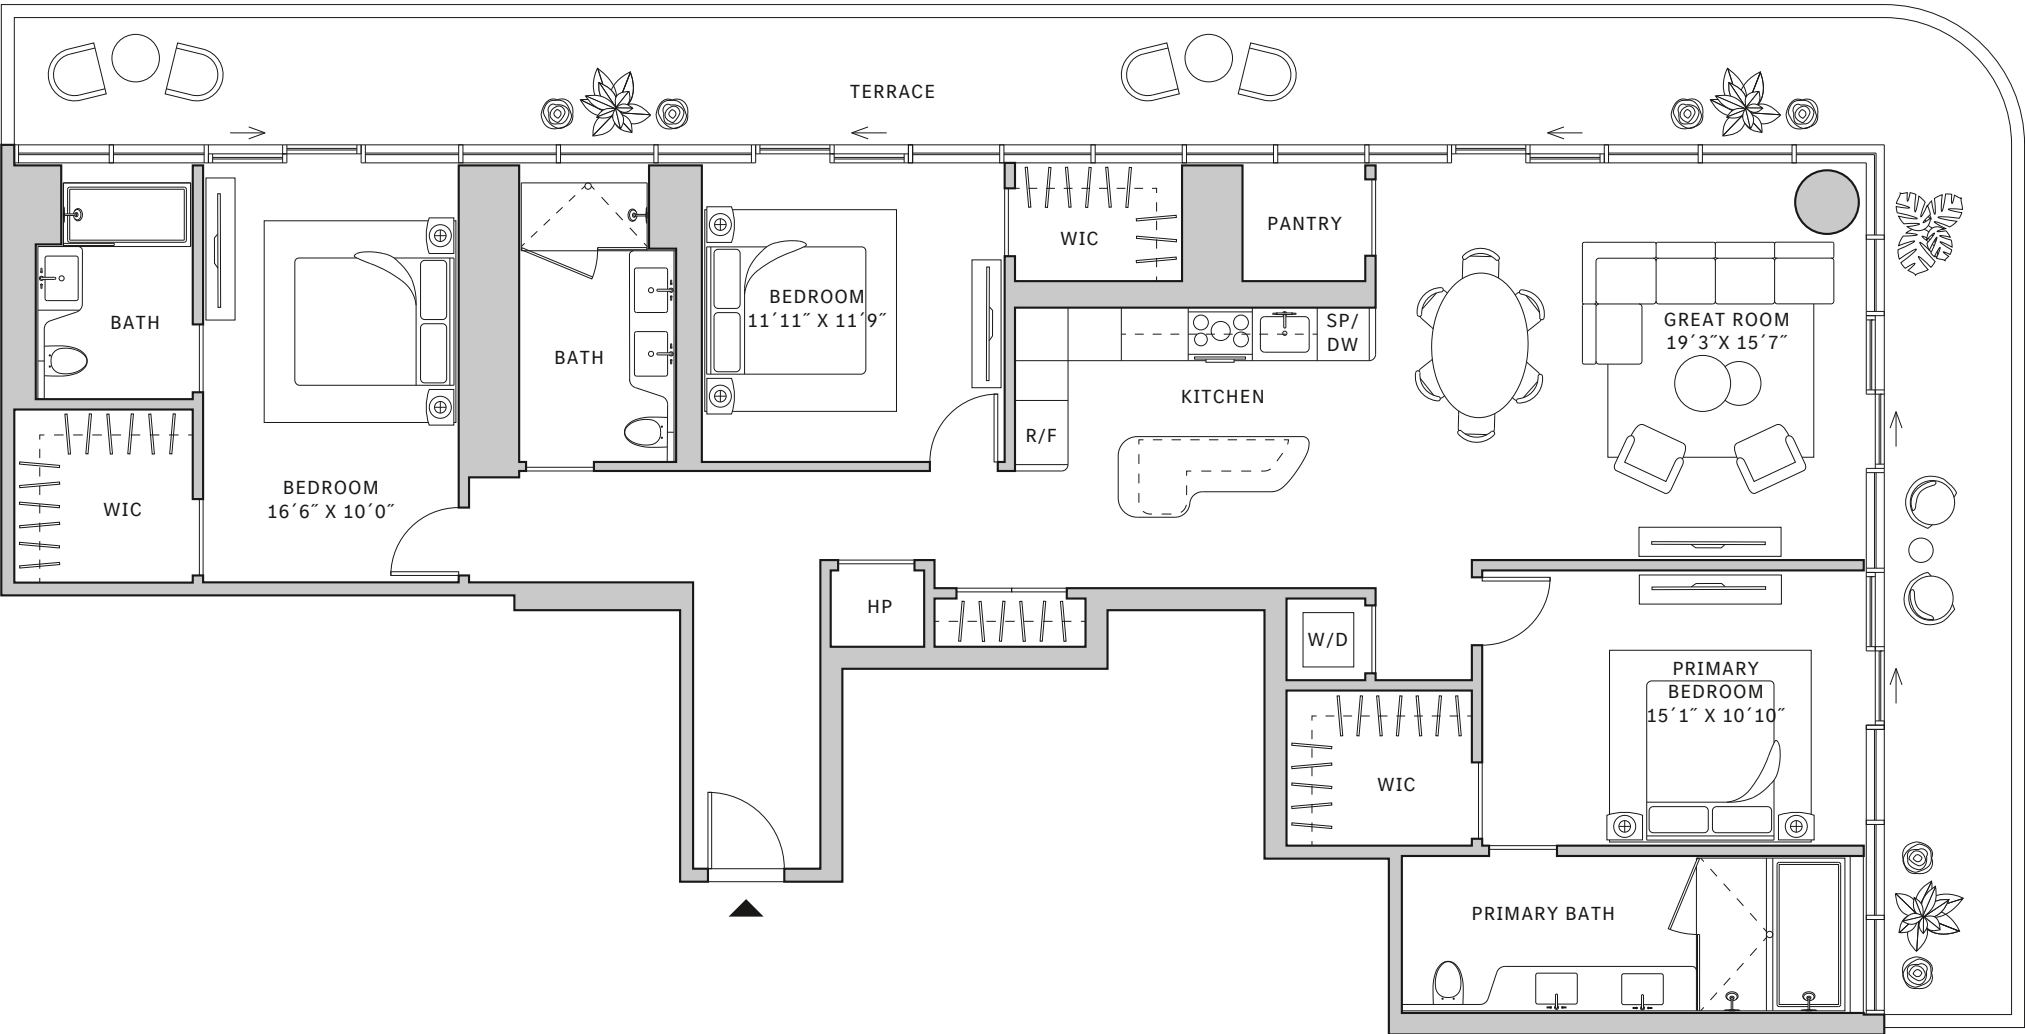 TERRACE
BATH
WIC
BEDROOM
16´6˝ X 10´0˝
BATH
BEDROOM
11´11˝ X 11´9˝
WIC
PANTRY
SP/
DW
KITCHEN
R/F
GREAT ROOM
19´3˝X 15´7˝
HP
W/D
WIC
PRIMARY
BEDROOM
15´1˝ X 10´10˝
PRIMARY BATH